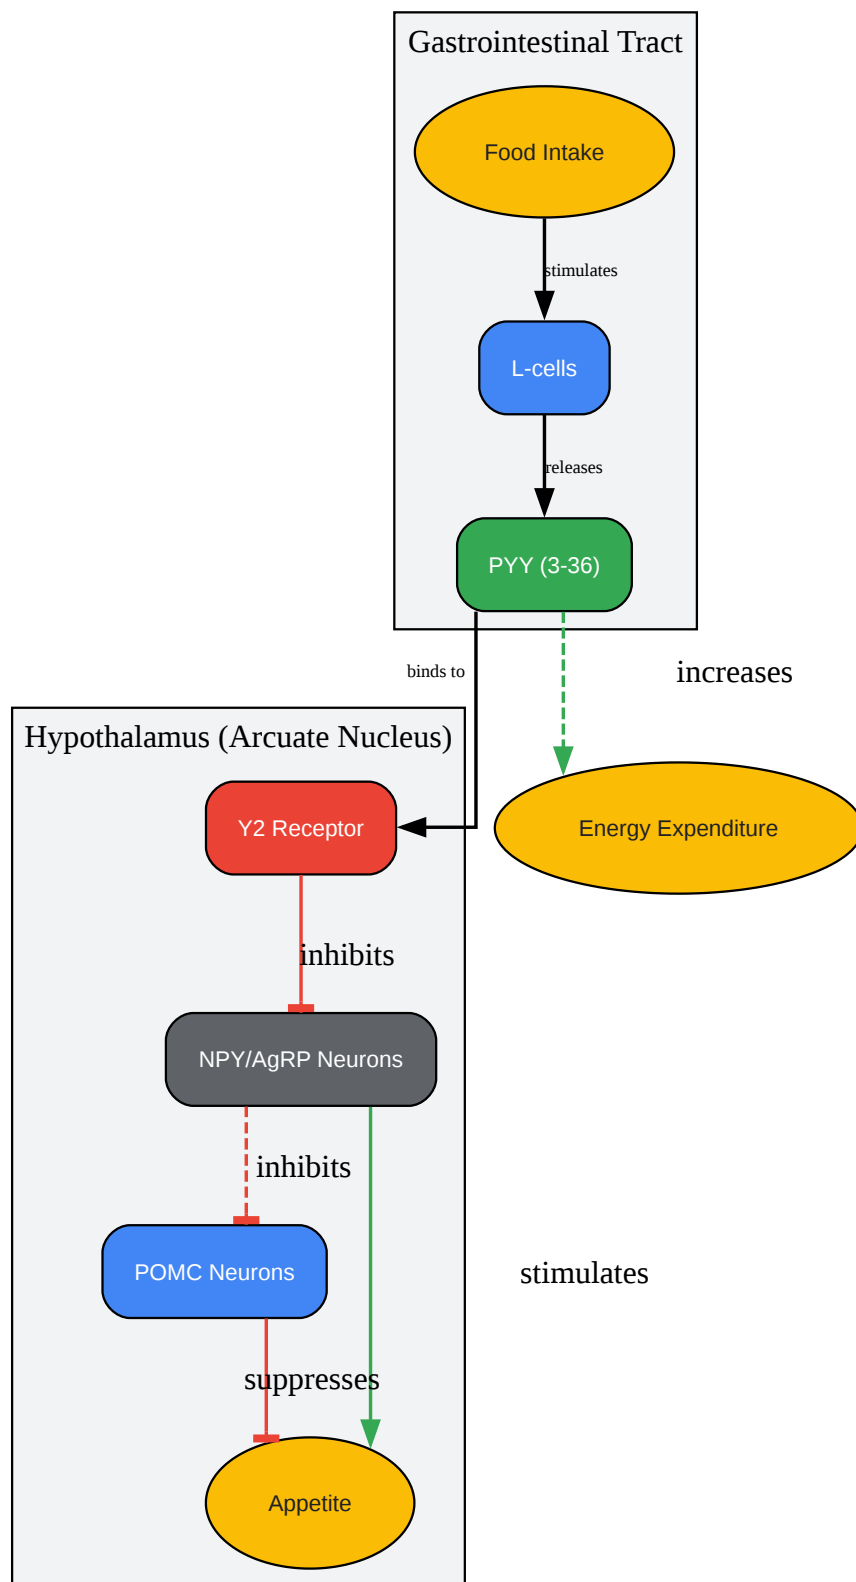 Gastrointestinal Tract
Food Intake
stimulates
L-cells
releases
PYY (3-36)
binds to
increases
Hypothalamus (Arcuate Nucleus)
Y2 Receptor
Energy Expenditure
inhibits
NPY/AgRP Neurons
inhibits
POMC Neurons
stimulates
suppresses
Appetite